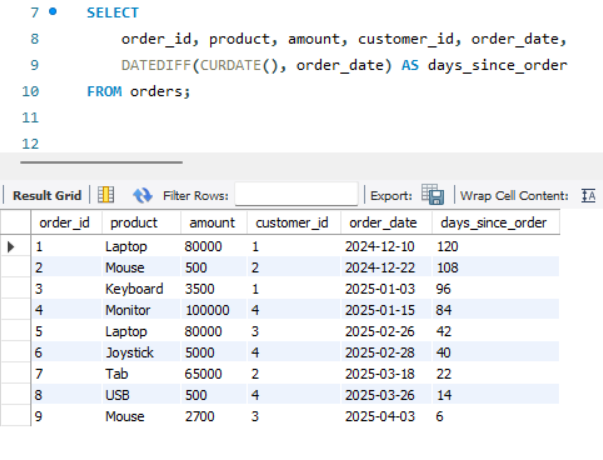 7 SELECT
8 order_id, product, amount, customer_id, order_date,
9 DATEDIFF(CURDATE(), order_date) AS days_since_order
10 FROM orders;
11
12
Result Grid Filter Rows: Export: Wrap Cell Content:
order_id product amount customer_id order_date days_since_order
1 Laptop 80000 1 2024-12-10 120
2 Mouse 500 2 2024-12-22 108
3 Keyboard 3500 1 2025-01-03 96
4 Monitor 100000 4 2025-01-15 84
5 Laptop 80000 3 2025-02-26 42
6 Joystick 5000 4 2025-02-28 40
7 Tab 65000 2 2025-03-18 22
8 USB 500 4 2025-03-26 14
9 Mouse 2700 3 2025-04-03 6